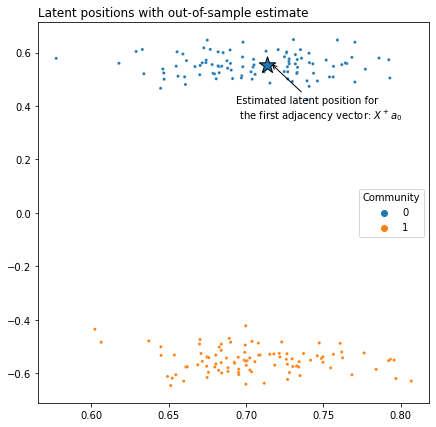 Latent positions with out-of-sample estimate
0.6
0.4
Estimated latent position for
the first adjacency vector: X⁺a₀
0.2
Community
0
1
0.0
−0.2
−0.4
−0.6
0.60 0.65 0.70 0.75 0.80